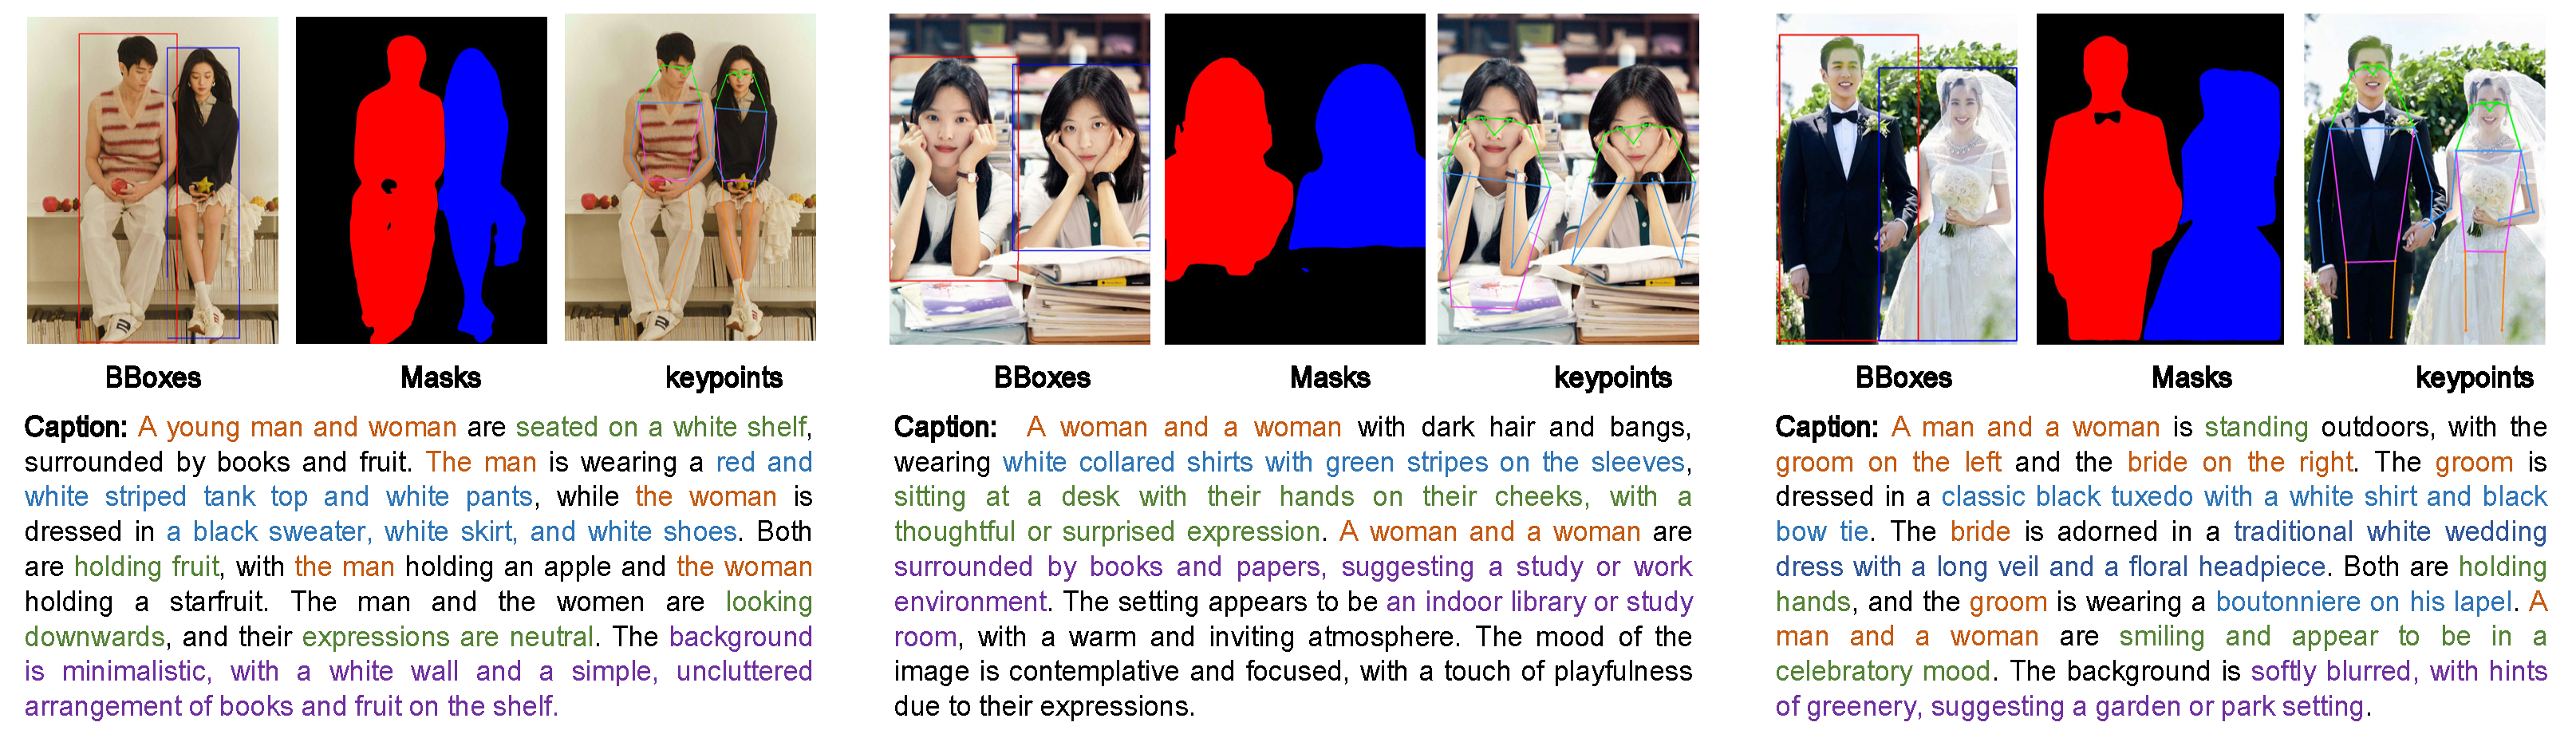 BBoxes
Masks
keypoints
Caption: A young man and woman are seated on a white shelf,
surrounded by books and fruit. The man is wearing a red and
white striped tank top and white pants, while the woman is
dressed in a black sweater, white skirt, and white shoes. Both
are holding fruit, with the man holding an apple and the woman
holding a starfruit. The man and the women are looking
downwards, and their expressions are neutral. The background
is minimalistic, with a white wall and a simple, uncluttered
arrangement of books and fruit on the shelf.
BBoxes
Masks
keypoints
Caption: A woman and a woman with dark hair and bangs,
wearing white collared shirts with green stripes on the sleeves,
sitting at a desk with their hands on their cheeks, with a
thoughtful or surprised expression. A woman and a woman are
surrounded by books and papers, suggesting a study or work
environment. The setting appears to be an indoor library or study
room, with a warm and inviting atmosphere. The mood of the
image is contemplative and focused, with a touch of playfulness
due to their expressions.
BBoxes
Masks
keypoints
Caption: A man and a woman is standing outdoors, with the
groom on the left and the bride on the right. The groom is
dressed in a classic black tuxedo with a white shirt and black
bow tie. The bride is adorned in a traditional white wedding
dress with a long veil and a floral headpiece. Both are holding
hands, and the groom is wearing a boutonniere on his lapel. A
man and a woman are smiling and appear to be in a
celebratory mood. The background is softly blurred, with hints
of greenery, suggesting a garden or park setting.